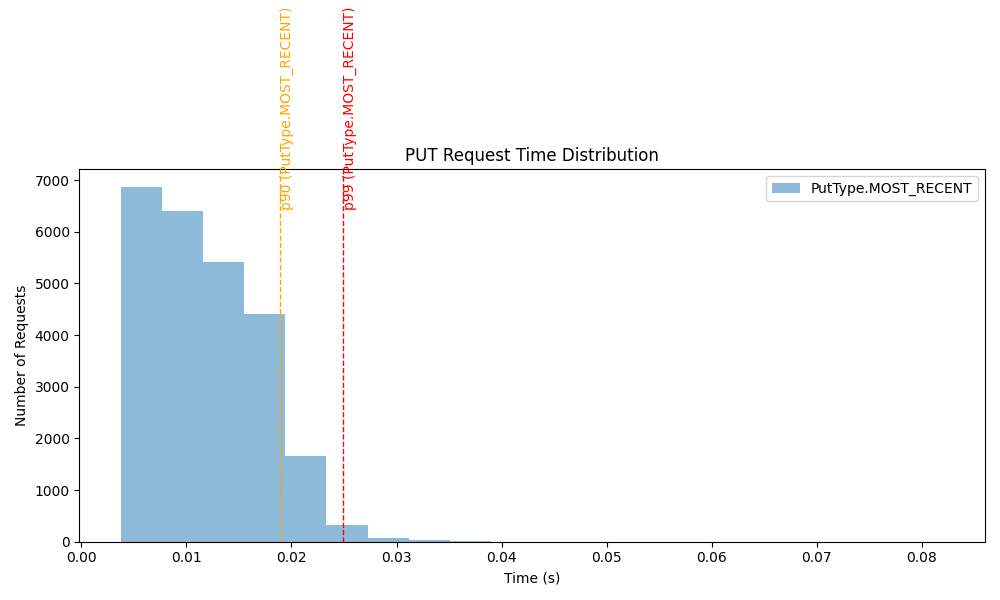 p90 (PutType.MOST_RECENT)
p99 (PutType.MOST_RECENT)
PUT Request Time Distribution
PutType.MOST_RECENT
Number of Requests
7000
6000
5000
4000
3000
2000
1000
0
0.00 0.01 0.02 0.03 0.04 0.05 0.06 0.07 0.08
Time (s)